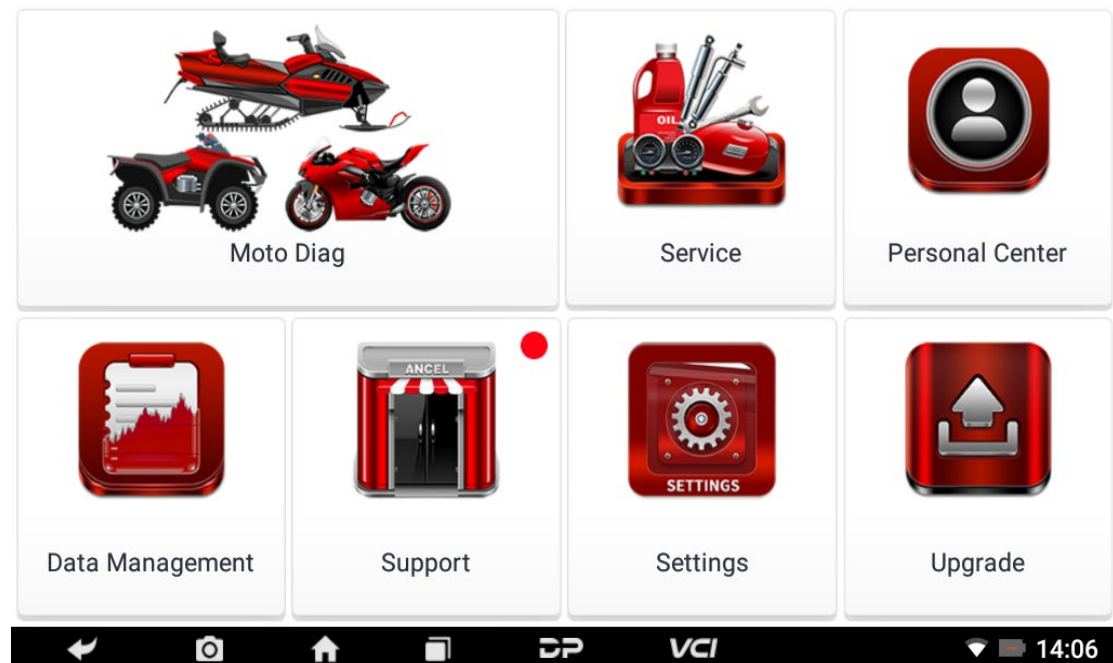 OIL
Moto Diag
Service
Personal Center
ANCEL
SETTINGS
Data Management
Support
Settings
Upgrade
DP
VCI
14:06